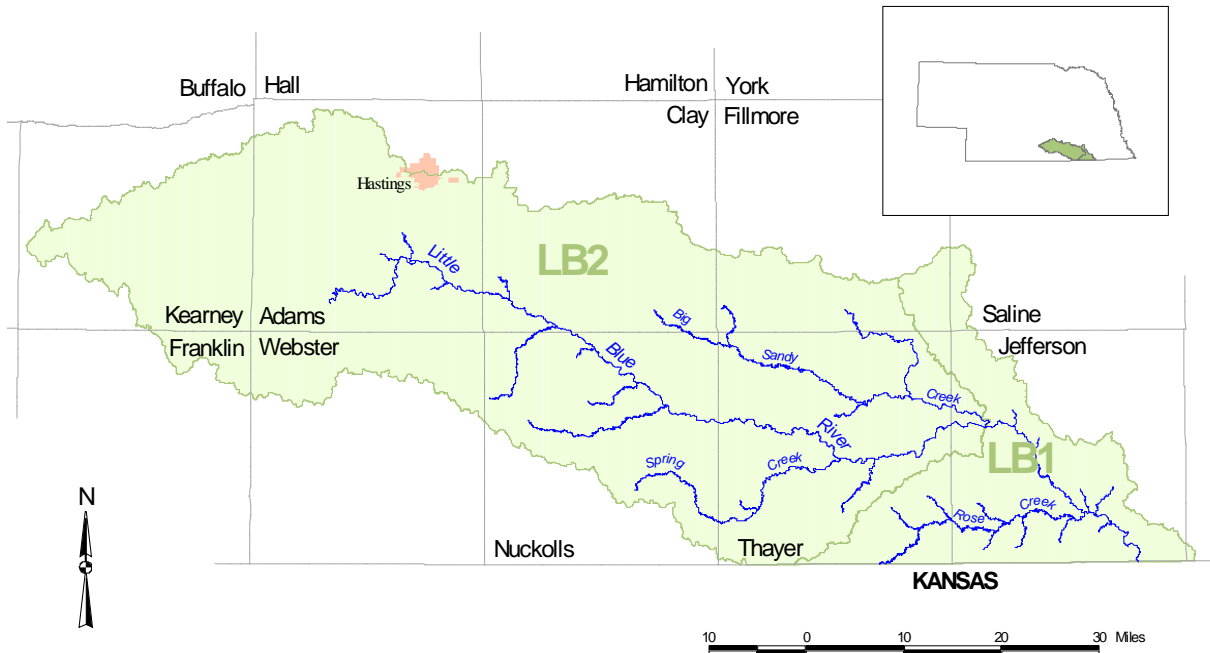 Buffalo Hall
Hamilton York
Clay Fillmore
Hastings
Little
LB2
Kearney Adams
Franklin Webster
Big
Sandy
Saline
Jefferson
Blue
Creek
River
LB1
Spring
Creek
Rose
Creek
N
Nuckolls
Thayer
KANSAS
10 0 10 20 30 Miles